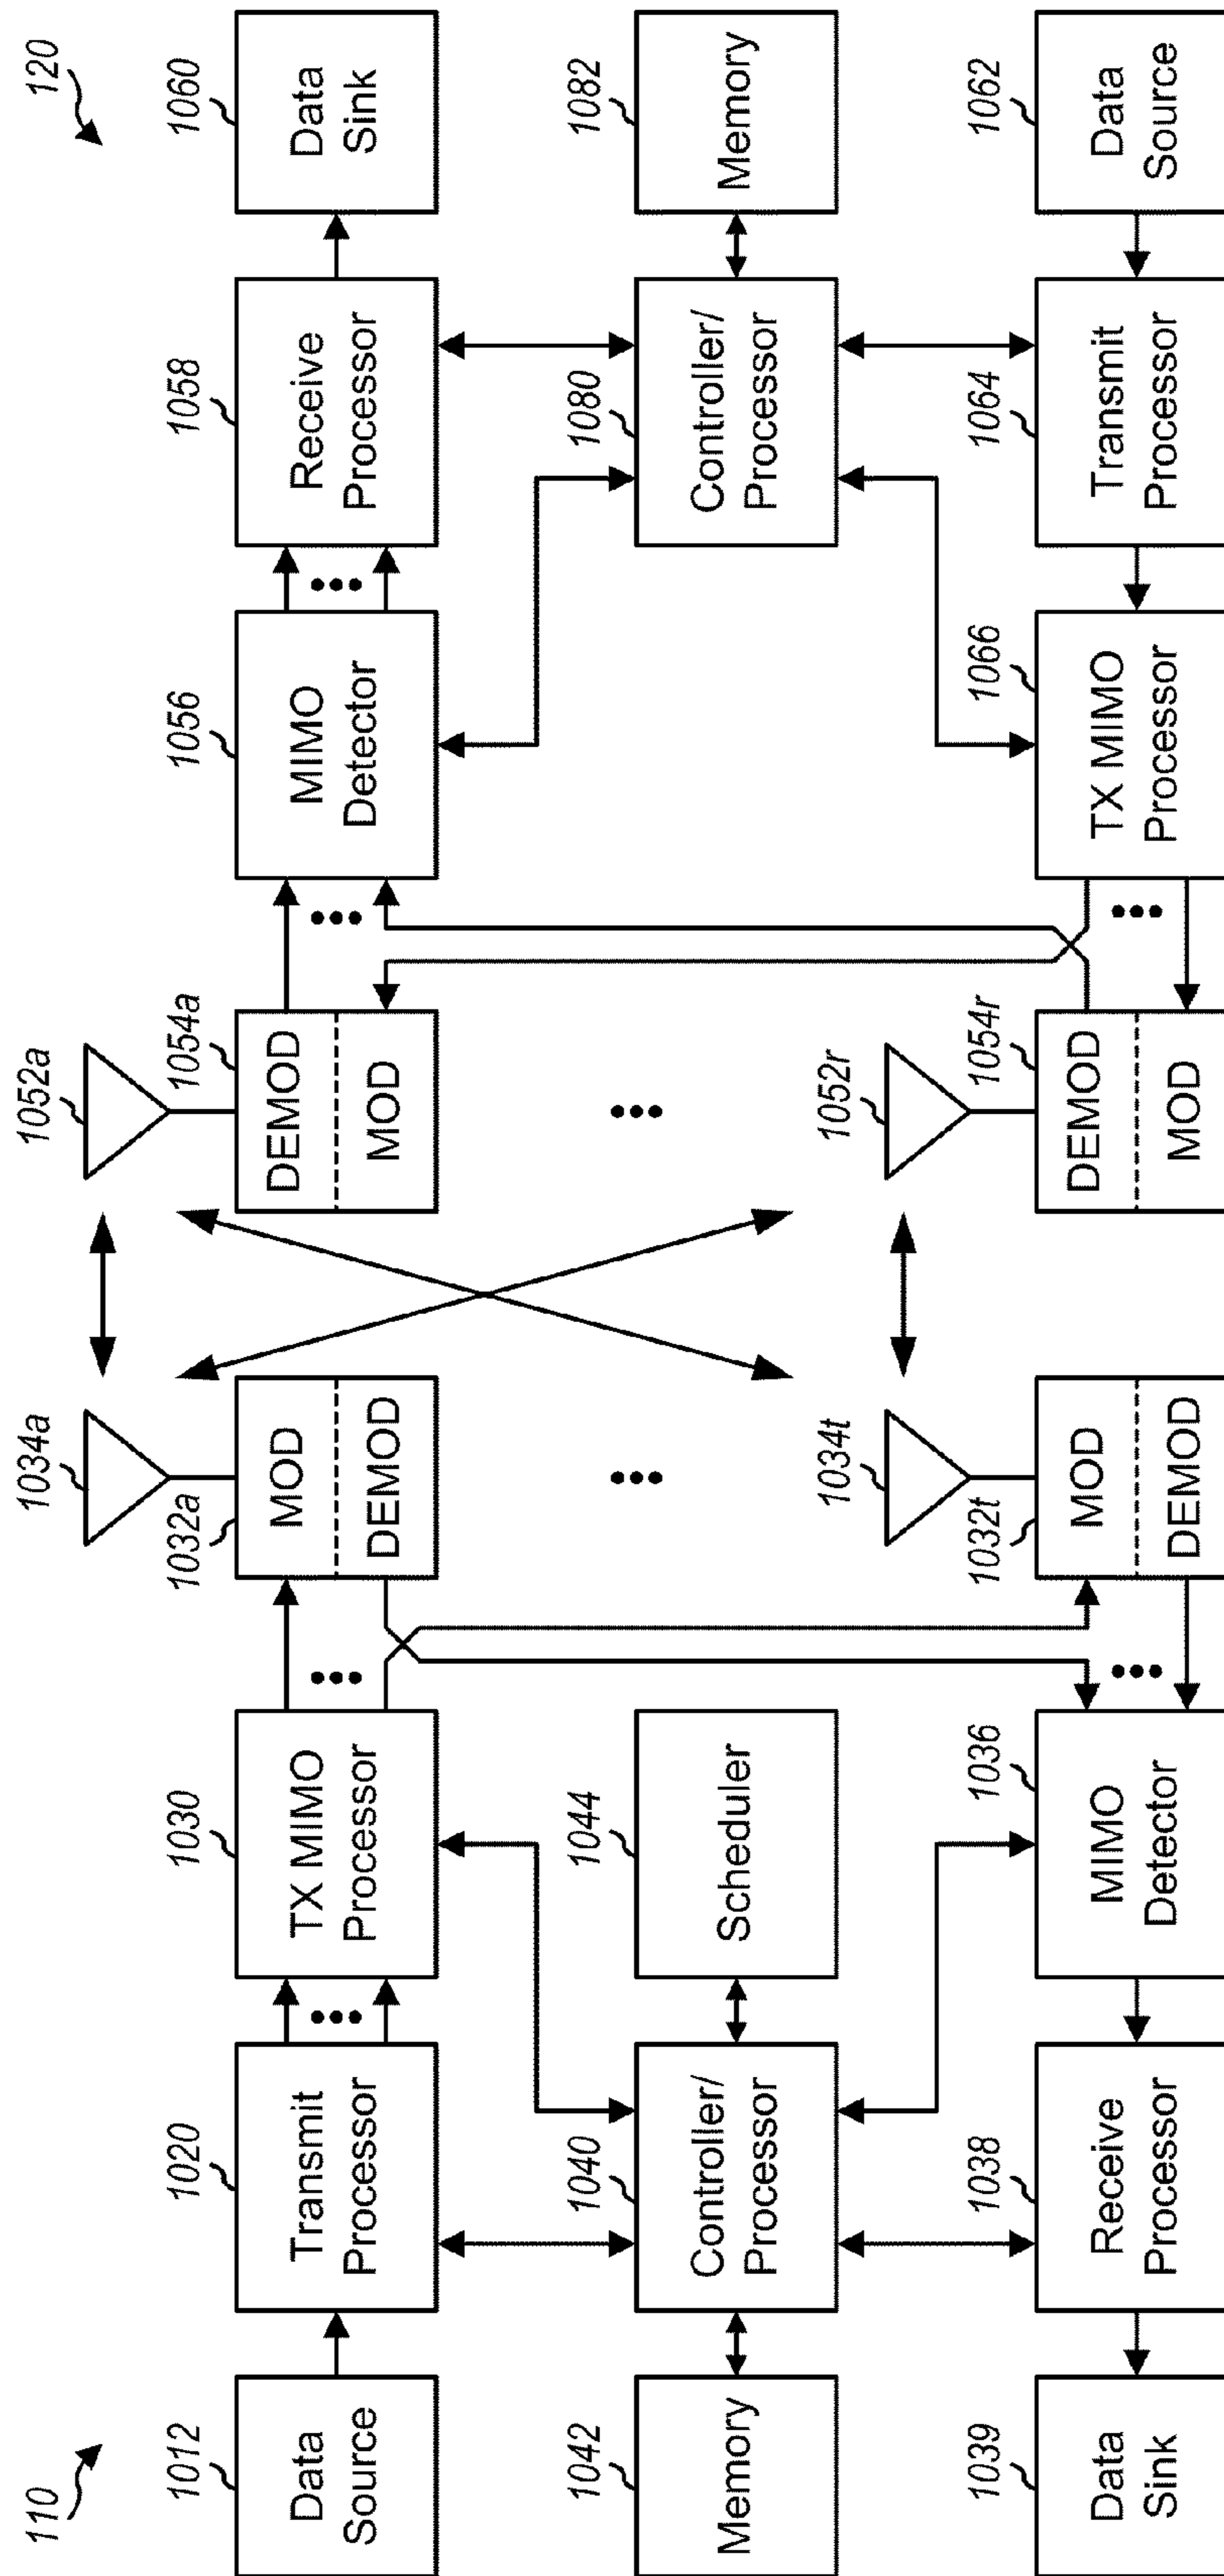 110
120
1034a
1052a
1012
Data
Source
1020
Transmit
Processor
1030
TX MIMO
Processor
1032a
MOD
DEMOD
1054a
DEMOD
MOD
1056
MIMO
Detector
1058
Receive
Processor
1060
Data
Sink
1042
Memory
1040
Controller/
Processor
1044
Scheduler
1080
Controller/
Processor
1082
Memory
1034t
1052r
1039
Data
Sink
1038
Receive
Processor
1036
MIMO
Detector
1032t
MOD
DEMOD
1054r
DEMOD
MOD
1066
TX MIMO
Processor
1064
Transmit
Processor
1062
Data
Source